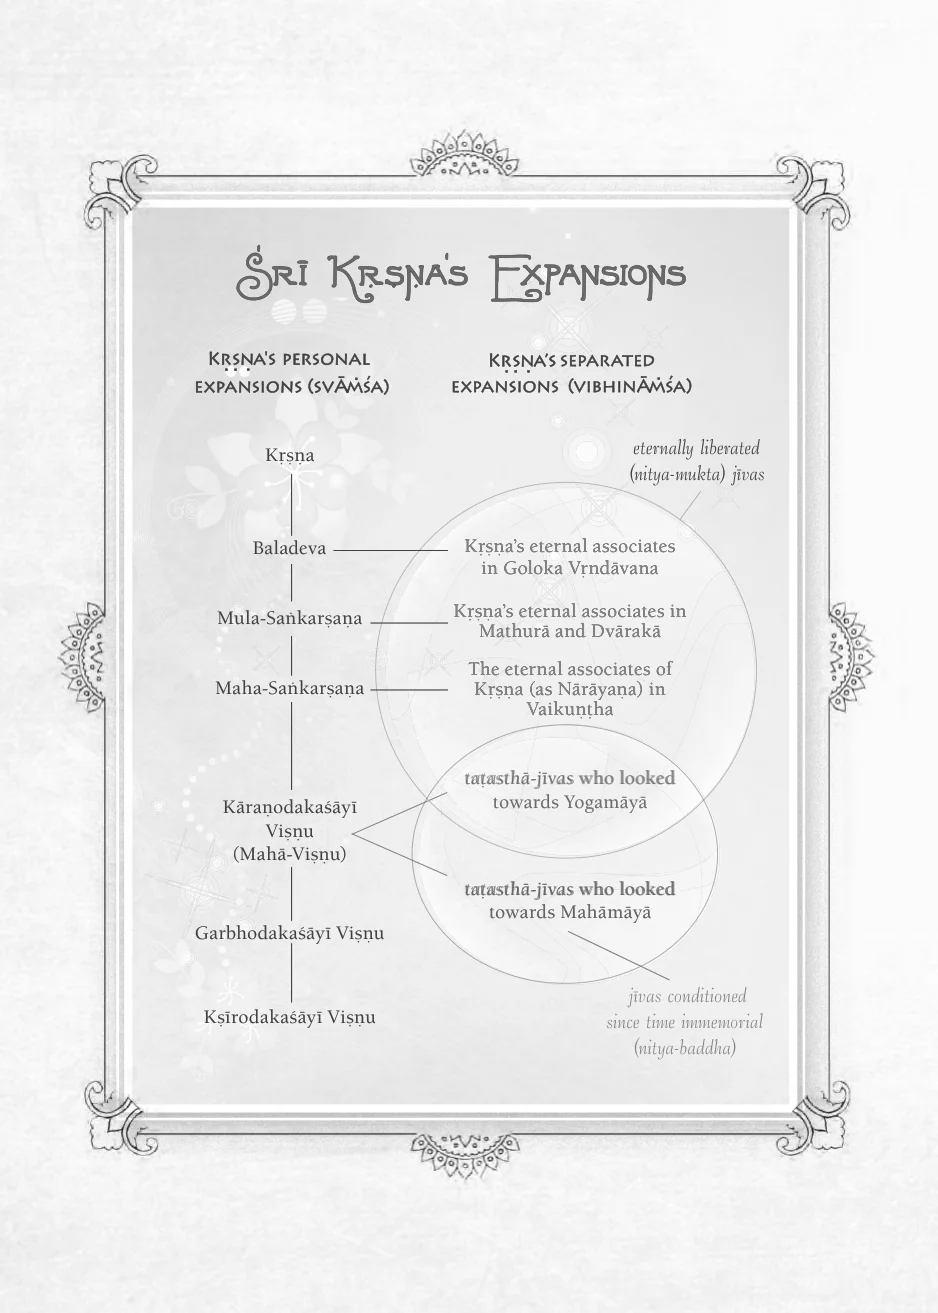 Śrī Kṛṣṇa's Expansions
Kṛṣṇa's personal
expansions (svāṁśa)
Kṛṣṇa's separated
expansions (vibhināṁśa)
Kṛṣṇa
Baladeva
Mula-Saṅkarṣaṇa
Maha-Saṅkarṣaṇa
Kāraṇodakaśāyī
Viṣṇu
(Mahā-Viṣṇu)
Garbhodakaśāyī Viṣṇu
Kṣīrodakaśāyī Viṣṇu
eternally liberated
(nitya-mukta) jīvas
Kṛṣṇa's eternal associates
in Goloka Vṛndāvana
Kṛṣṇa's eternal associates in
Mathurā and Dvārakā
The eternal associates of
Kṛṣṇa (as Nārāyaṇa) in
Vaikuṇṭha
taṭasthā-jīvas who looked
towards Yogamāyā
taṭasthā-jīvas who looked
towards Mahāmāyā
jīvas conditioned
since time immemorial
(nitya-baddha)